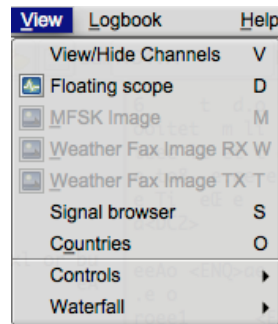 View Logbook Help
View/Hide Channels V
Floating scope D
MFSK Image M
Weather Fax Image RX W
Weather Fax Image TX T
Signal browser S
Countries O
Controls
Waterfall